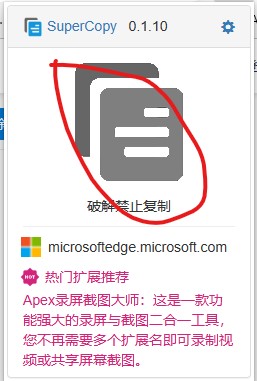 SuperCopy 0.1.10
破解禁止复制
microsoftedge.microsoft.com
HOT 热门扩展推荐
Apex录屏截图大师：这是一款功
能强大的录屏与截图二合一工具，
您不再需要多个扩展名即可录制视
频或共享屏幕截图。